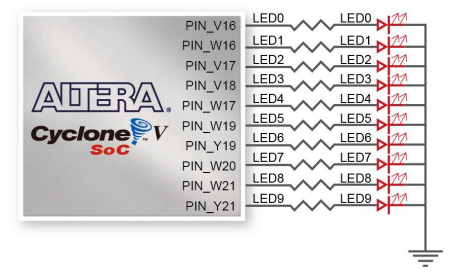 PIN_V16 LED0 LED0
PIN_W16 LED1 LED1
PIN_V17 LED2 LED2
PIN_V18 LED3 LED3
PIN_W17 LED4 LED4
PIN_W19 LED5 LED5
PIN_Y19 LED6 LED6
PIN_W20 LED7 LED7
PIN_W21 LED8 LED8
PIN_Y21 LED9 LED9
ALTERA®
Cyclone™ V
SoC